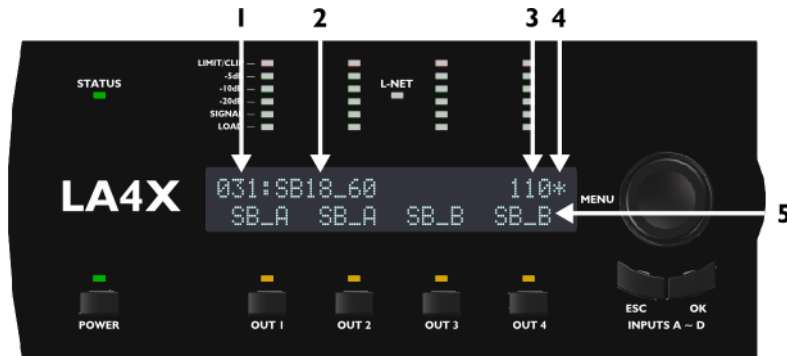 1 2 3 4
LIMIT/CLIP
-5dB
-10dB
-20dB
SIGNAL
LOAD
STATUS
L-NET
LA4X
031:SB18_60 110*
SB_A SB_A SB_B SB_B
MENU
5
POWER
OUT 1 OUT 2 OUT 3 OUT 4
ESC OK
INPUTS A ~ D